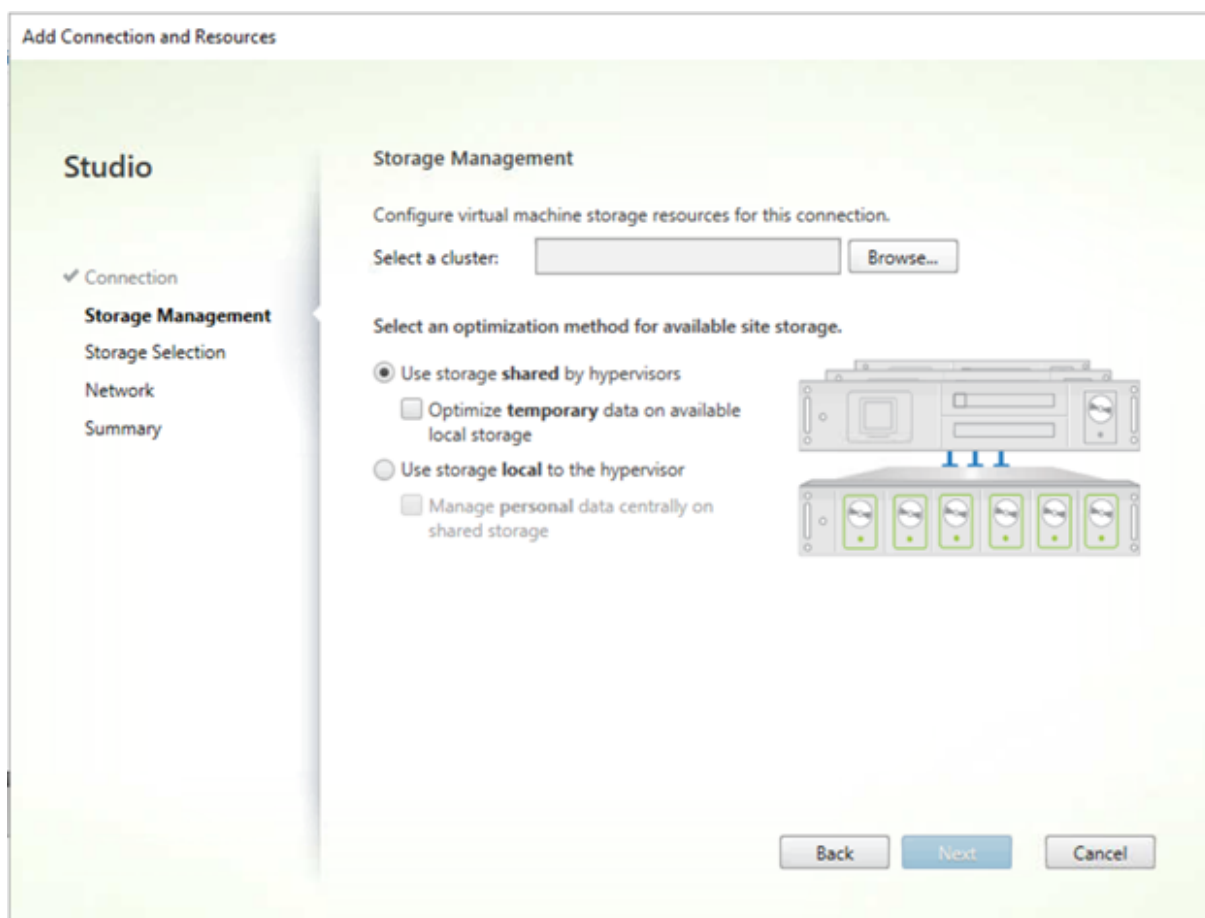 Add Connection and Resources
Studio
Connection
Storage Management
Storage Selection
Network
Summary
Storage Management
Configure virtual machine storage resources for this connection.
Select a cluster:
Browse...
Select an optimization method for available site storage.
Use storage shared by hypervisors
Optimize temporary data on available
local storage
Use storage local to the hypervisor
Manage personal data centrally on
shared storage
Back
Next
Cancel